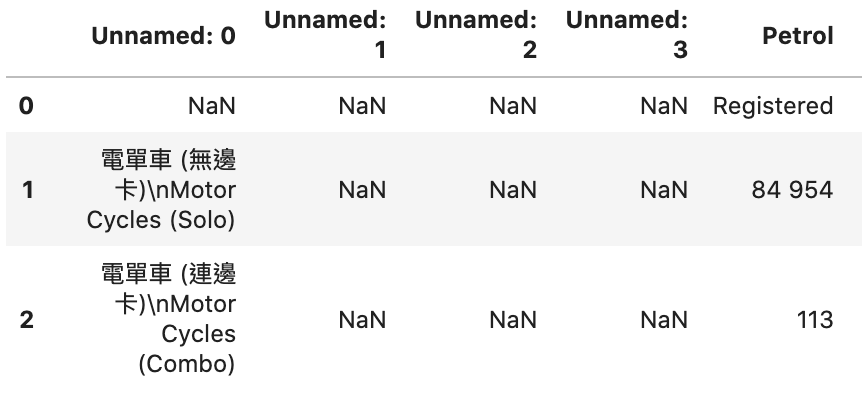 Unnamed: 0 Unnamed: 1 Unnamed: 2 Unnamed: 3 Petrol
0 NaN NaN NaN NaN Registered
1 電單車 (無邊卡)\nMotor Cycles (Solo) NaN NaN NaN 84 954
2 電單車 (連邊卡)\nMotor Cycles (Combo) NaN NaN NaN 113